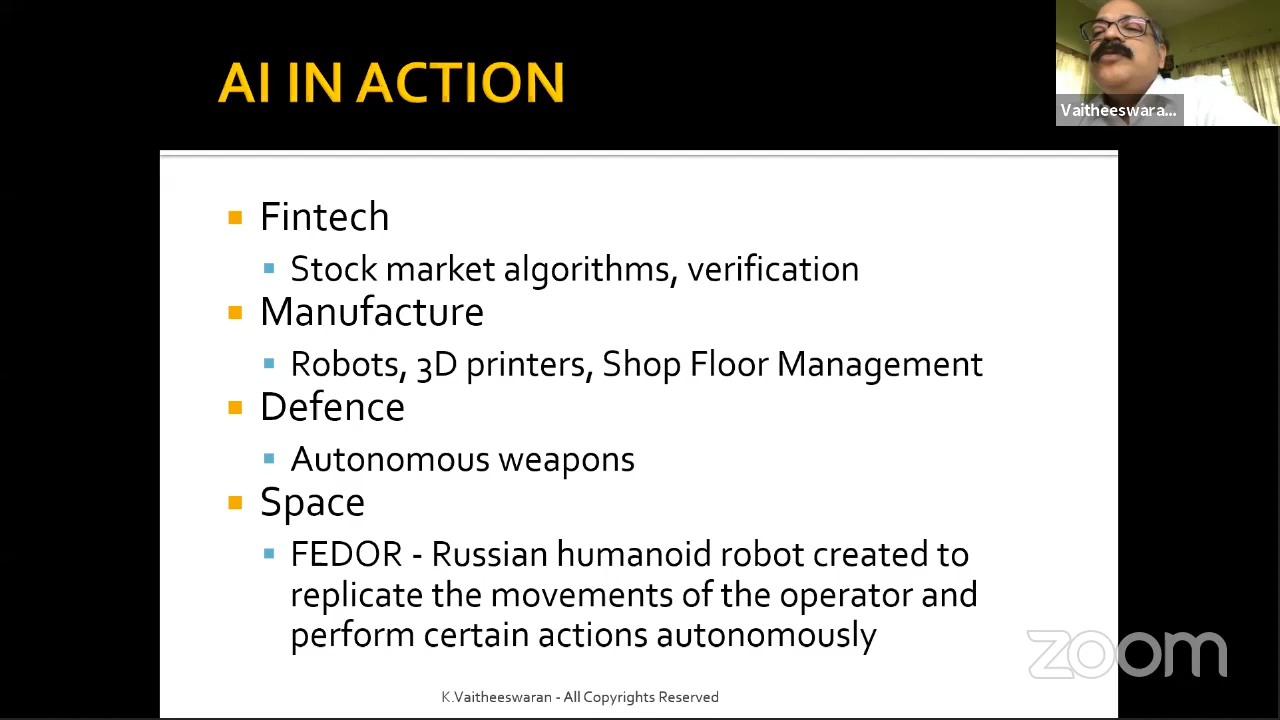 AI IN ACTION
Vaitheeswara...
Fintech
Stock market algorithms, verification
Manufacture
Robots, 3D printers, Shop Floor Management
Defence
Autonomous weapons
Space
FEDOR - Russian humanoid robot created to
replicate the movements of the operator and
perform certain actions autonomously
zoom
K.Vaitheeswaran - All Copyrights Reserved